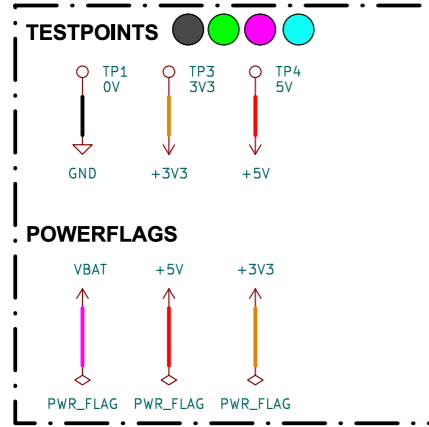 TESTPOINTS
TP1 TP3 TP4
0V 3V3 5V
GND +3V3 +5V
POWERFLAGS
VBAT +5V +3V3
PWR_FLAG PWR_FLAG PWR_FLAG